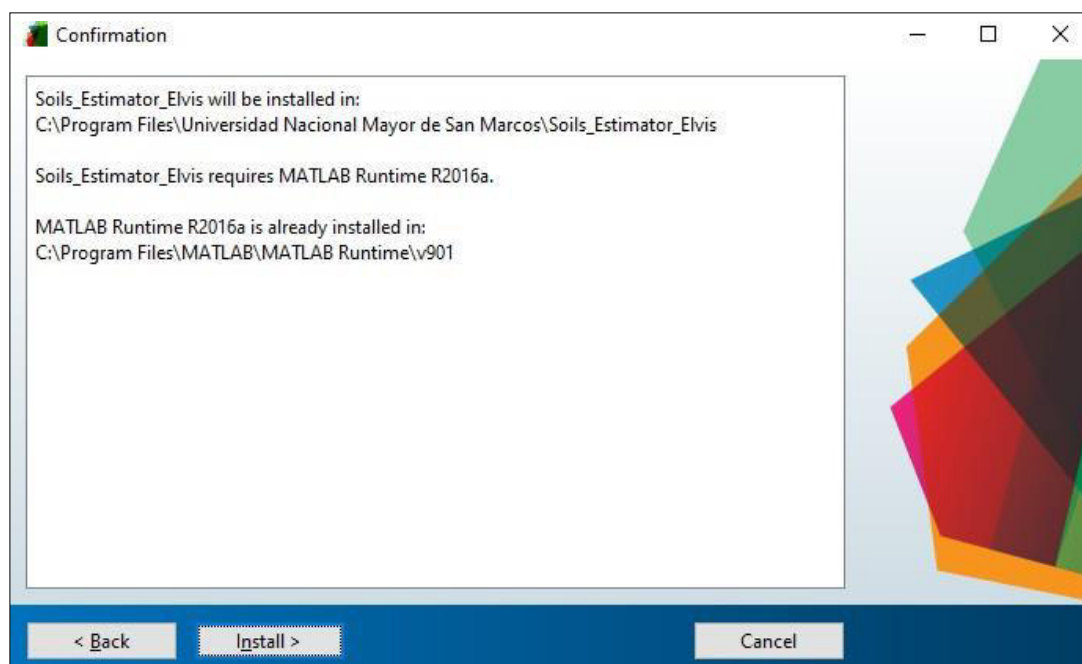 Confirmation
Soils_Estimator_Elvis will be installed in:
C:\Program Files\Universidad Nacional Mayor de San Marcos\Soils_Estimator_Elvis
Soils_Estimator_Elvis requires MATLAB Runtime R2016a.
MATLAB Runtime R2016a is already installed in:
C:\Program Files\MATLAB\MATLAB Runtime\v901
< Back
Install >
Cancel